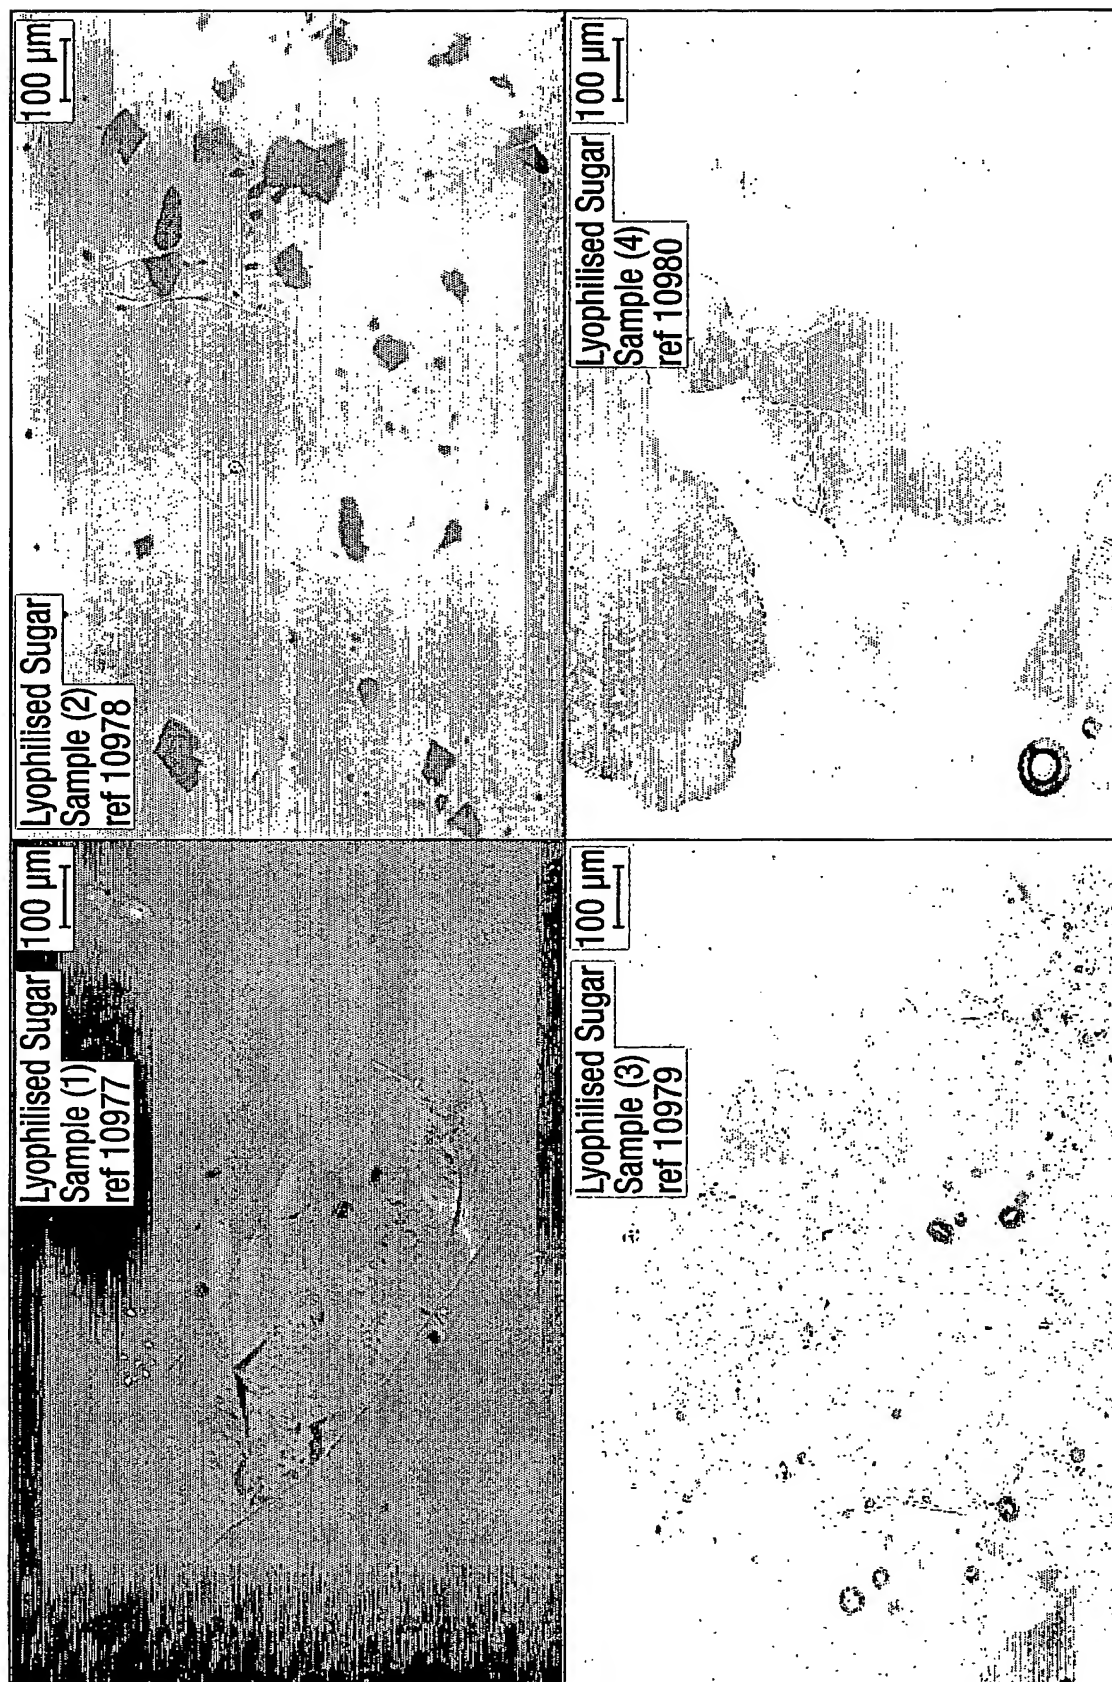 Lyophilised Sugar
Sample (1)
ref 10977
100 µm
Lyophilised Sugar
Sample (2)
ref 10978
100 µm
Lyophilised Sugar
Sample (3)
ref 10979
100 µm
Lyophilised Sugar
Sample (4)
ref 10980
100 µm